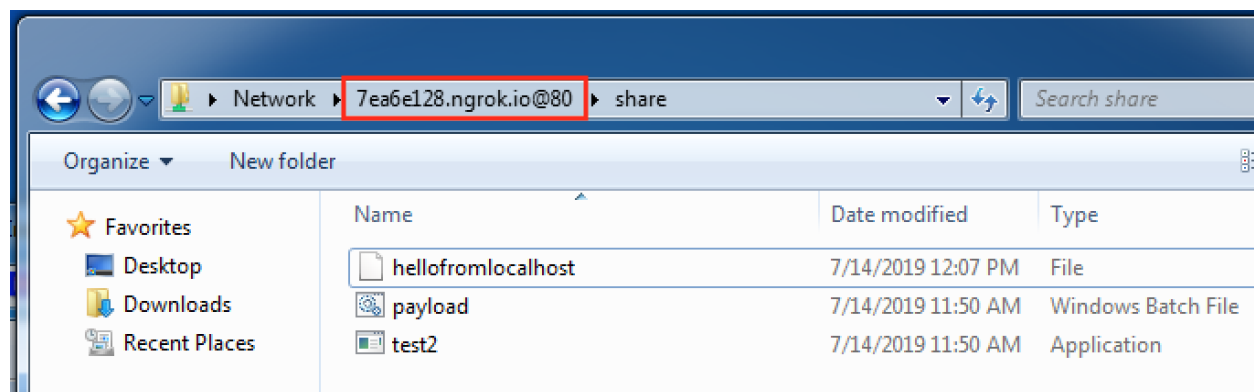 Network 7ea6e128.ngrok.io@80 share Search share
Organize New folder
Favorites
Desktop
Downloads
Recent Places
Name Date modified Type
hellofromlocalhost 7/14/2019 12:07 PM File
payload 7/14/2019 11:50 AM Windows Batch File
test2 7/14/2019 11:50 AM Application